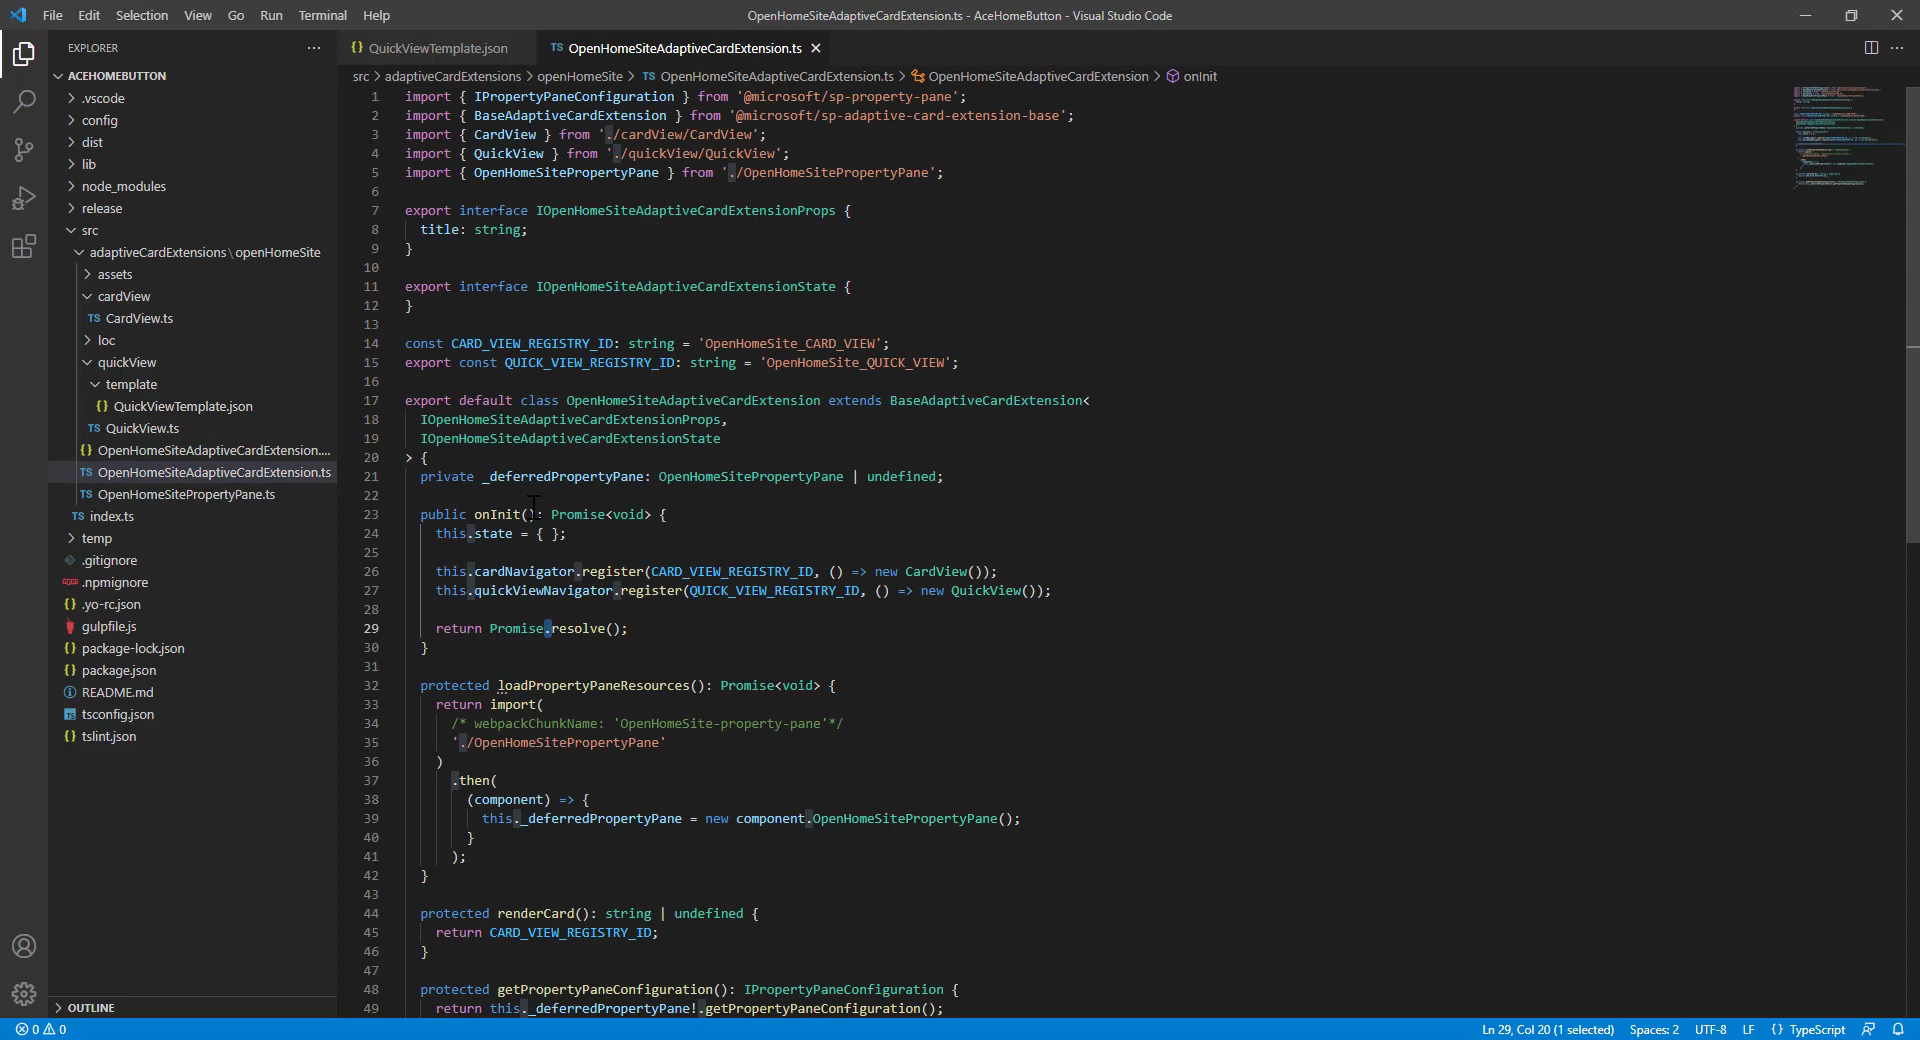 File Edit Selection View Go Run Terminal Help
OpenHomeSiteAdaptiveCardExtension.ts - AceHomeButton - Visual Studio Code
EXPLORER
ACEHOMEBUTTON
.vscode
config
dist
lib
node_modules
release
src
adaptiveCardExtensions\openHomeSite
assets
cardView
TS CardView.ts
loc
quickView
template
{} QuickViewTemplate.json
TS QuickView.ts
{} OpenHomeSiteAdaptiveCardExtension....
TS OpenHomeSiteAdaptiveCardExtension.ts
TS OpenHomeSitePropertyPane.ts
TS index.ts
temp
.gitignore
.npmignore
{} .yo-rc.json
gulpfile.js
{} package-lock.json
{} package.json
README.md
tsconfig.json
{} tslint.json
OUTLINE
{} QuickViewTemplate.json
TS OpenHomeSiteAdaptiveCardExtension.ts
src > adaptiveCardExtensions > openHomeSite > TS OpenHomeSiteAdaptiveCardExtension.ts > OpenHomeSiteAdaptiveCardExtension > onInit
1 import { IPropertyPaneConfiguration } from '@microsoft/sp-property-pane';
2 import { BaseAdaptiveCardExtension } from '@microsoft/sp-adaptive-card-extension-base';
3 import { CardView } from './cardView/CardView';
4 import { QuickView } from './quickView/QuickView';
5 import { OpenHomeSitePropertyPane } from './OpenHomeSitePropertyPane';
6
7 export interface IOpenHomeSiteAdaptiveCardExtensionProps {
8 title: string;
9 }
10
11 export interface IOpenHomeSiteAdaptiveCardExtensionState {
12 }
13
14 const CARD_VIEW_REGISTRY_ID: string = 'OpenHomeSite_CARD_VIEW';
15 export const QUICK_VIEW_REGISTRY_ID: string = 'OpenHomeSite_QUICK_VIEW';
16
17 export default class OpenHomeSiteAdaptiveCardExtension extends BaseAdaptiveCardExtension<
18 IOpenHomeSiteAdaptiveCardExtensionProps,
19 IOpenHomeSiteAdaptiveCardExtensionState
20 > {
21 private _deferredPropertyPane: OpenHomeSitePropertyPane | undefined;
22
23 public onInit(): Promise<void> {
24 this.state = { };
25
26 this.cardNavigator.register(CARD_VIEW_REGISTRY_ID, () => new CardView());
27 this.quickViewNavigator.register(QUICK_VIEW_REGISTRY_ID, () => new QuickView());
28
29 return Promise.resolve();
30 }
31
32 protected loadPropertyPaneResources(): Promise<void> {
33 return import(
34 /* webpackChunkName: 'OpenHomeSite-property-pane'*/
35 './OpenHomeSitePropertyPane'
36 )
37 .then(
38 (component) => {
39 this._deferredPropertyPane = new component.OpenHomeSitePropertyPane();
40 }
41 );
42 }
43
44 protected renderCard(): string | undefined {
45 return CARD_VIEW_REGISTRY_ID;
46 }
47
48 protected getPropertyPaneConfiguration(): IPropertyPaneConfiguration {
49 return this._deferredPropertyPane!.getPropertyPaneConfiguration();
0 0
Ln 29, Col 20 (1 selected) Spaces: 2 UTF-8 LF {} TypeScript